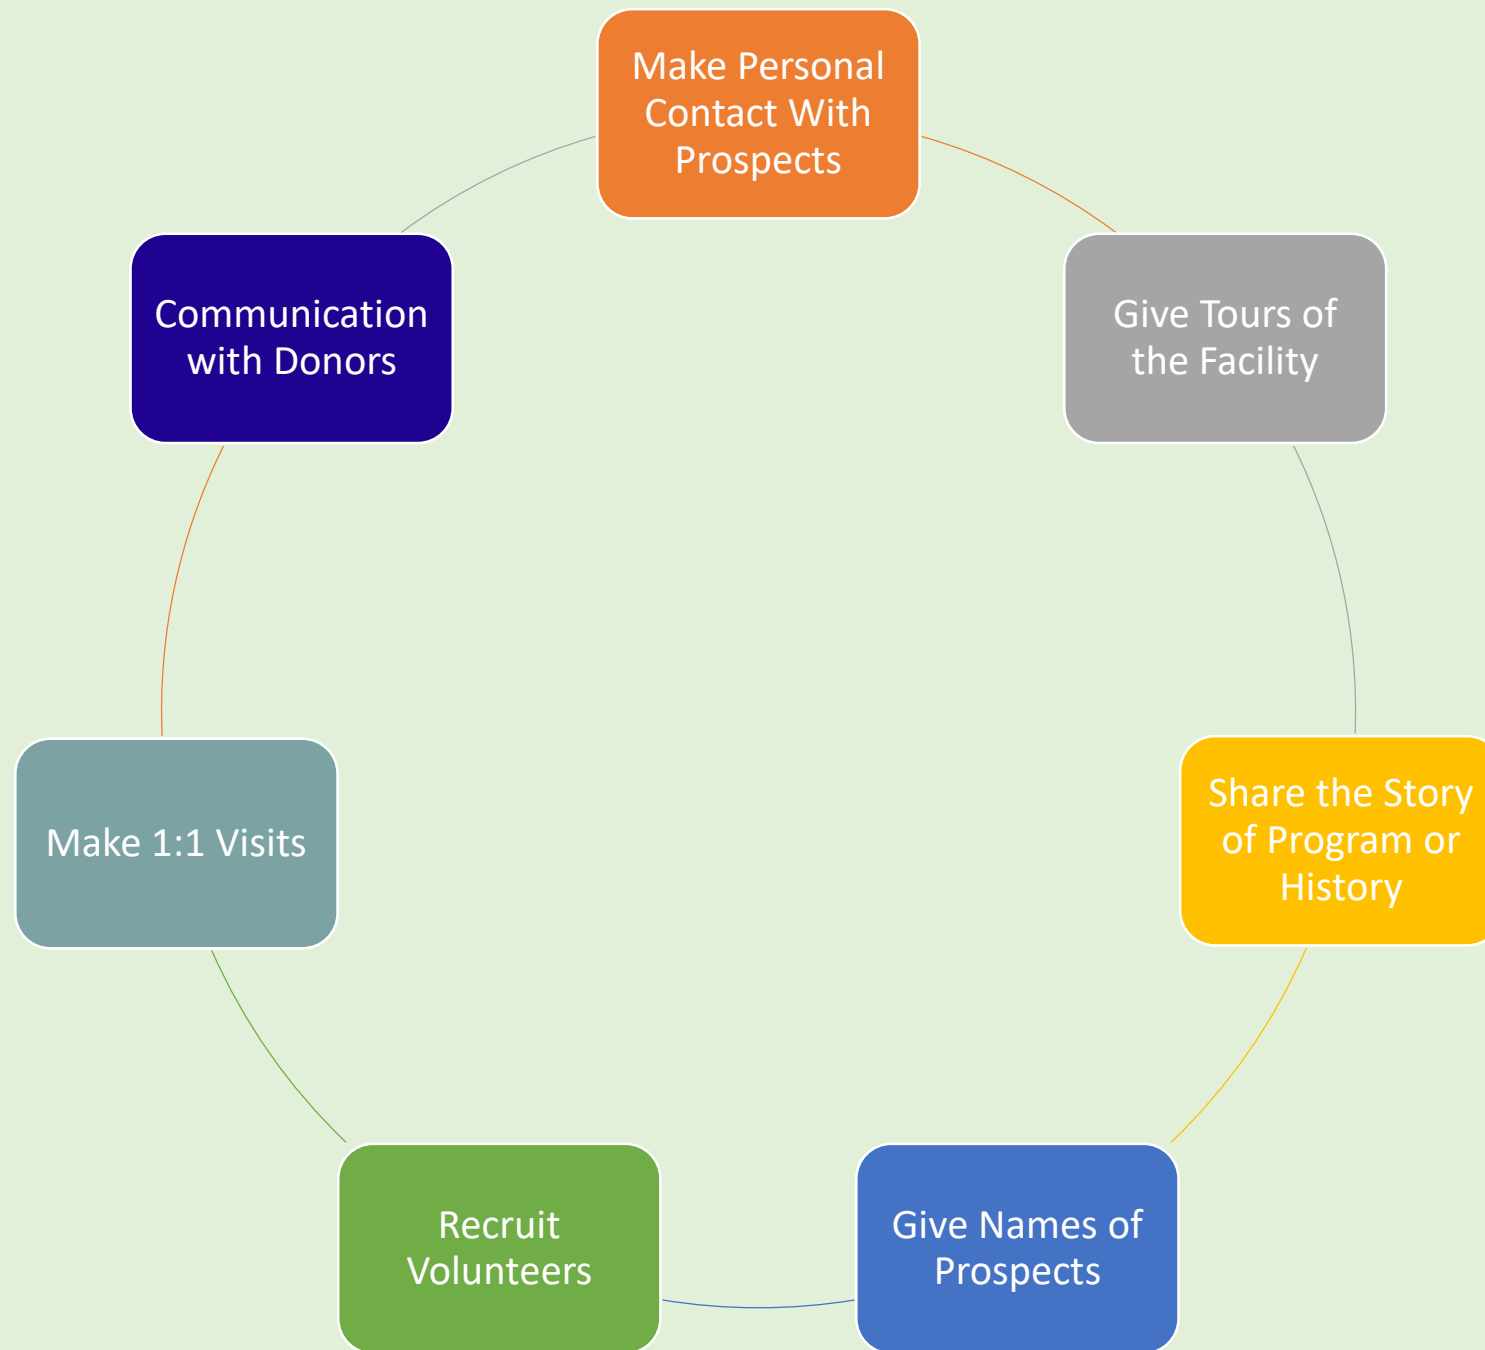 Make Personal
Contact With
Prospects
Give Tours of
the Facility
Share the Story
of Program or
History
Give Names of
Prospects
Recruit
Volunteers
Make 1:1 Visits
Communication
with Donors